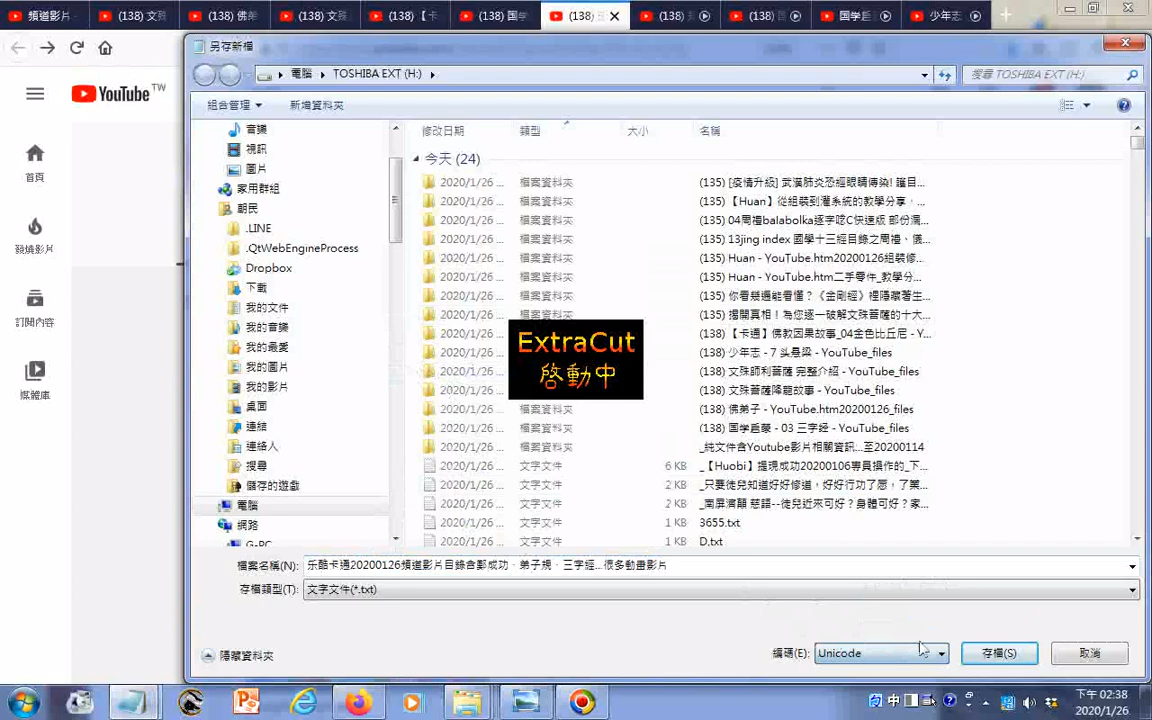 頻道影片
(138) 文殊
(138) 佛弟
(138) 文殊
(138) 【卡
(138) 国学
(138)
(138)
(138)
国学启
少年志
另存新檔
電腦
TOSHIBA EXT (H:)
搜尋 TOSHIBA EXT (H:)
YouTube TW
組合管理
新增資料夾
首頁
發燒影片
訂閱內容
媒體庫
音樂
視訊
圖片
家用群組
朝民
.LINE
.QtWebEngineProcess
Dropbox
下載
我的文件
我的音樂
我的最愛
我的圖片
我的影片
桌面
連結
連絡人
搜尋
儲存的遊戲
電腦
網路
G-PC
修改日期 類型 大小 名稱
今天 (24)
2020/1/26 ... 檔案資料夾 (135) [疫情升級] 武漢肺炎恐經眼睛傳染! 誰目...
2020/1/26 ... 檔案資料夾 (135) 【Huan】從組裝到灌系統的教學分享，...
2020/1/26 ... 檔案資料夾 (135) 04周禮balabolka逐字唸C快速版 部份漏...
2020/1/26 ... 檔案資料夾 (135) 13jing index 國學十三經目錄之周禮、儀...
2020/1/26 ... 檔案資料夾 (135) Huan - YouTube.htm20200126組裝修...
2020/1/26 ... 檔案資料夾 (135) Huan - YouTube.htm二手零件_教學分...
2020/1/26 ... 檔案資料夾 (135) 你看幾遍能看懂？《金剛經》裡隱藏著生...
2020/1/26 ... 檔案資料夾 (135) 揭開真相！為您逐一破解文殊菩薩的十大...
2020/1/26 ... (138) 【卡通】佛教因果故事_04金色比丘尼 - Y...
2020/1/26 ... (138) 少年志 - 7 头悬梁 - YouTube_files
2020/1/26 ... (138) 文殊師利菩薩 完整介紹 - YouTube_files
2020/1/26 ... (138) 文殊菩薩降龍故事 - YouTube_files
2020/1/26 ... 檔案資料夾 (138) 佛弟子 - YouTube.htm20200126_files
2020/1/26 ... 檔案資料夾 (138) 国学启蒙 - 03 三字经 - YouTube_files
2020/1/26 ... 檔案資料夾 _純文件含Youtube影片相關資訊...至20200114
2020/1/26 ... 文字文件 6 KB _【Huobi】提現成功20200106專員操作的_下...
2020/1/26 ... 文字文件 2 KB _只要徒兒知道好好修道，好好行功了愿，了業...
2020/1/26 ... 文字文件 2 KB _南屏濟顛 慈語--徒兒近來可好？身體可好？家...
2020/1/26 ... 文字文件 1 KB 3655.txt
2020/1/26 ... 文字文件 1 KB D.txt
ExtraCut
啓動中
檔案名稱(N): 乐酷卡通20200126頻道影片目錄含鄭成功、弟子規、三字經...很多動畫影片
存檔類型(T): 文字文件(*.txt)
隱藏資料夾
編碼(E): Unicode
存檔(S)
取消
中
下午 02:38
2020/1/26